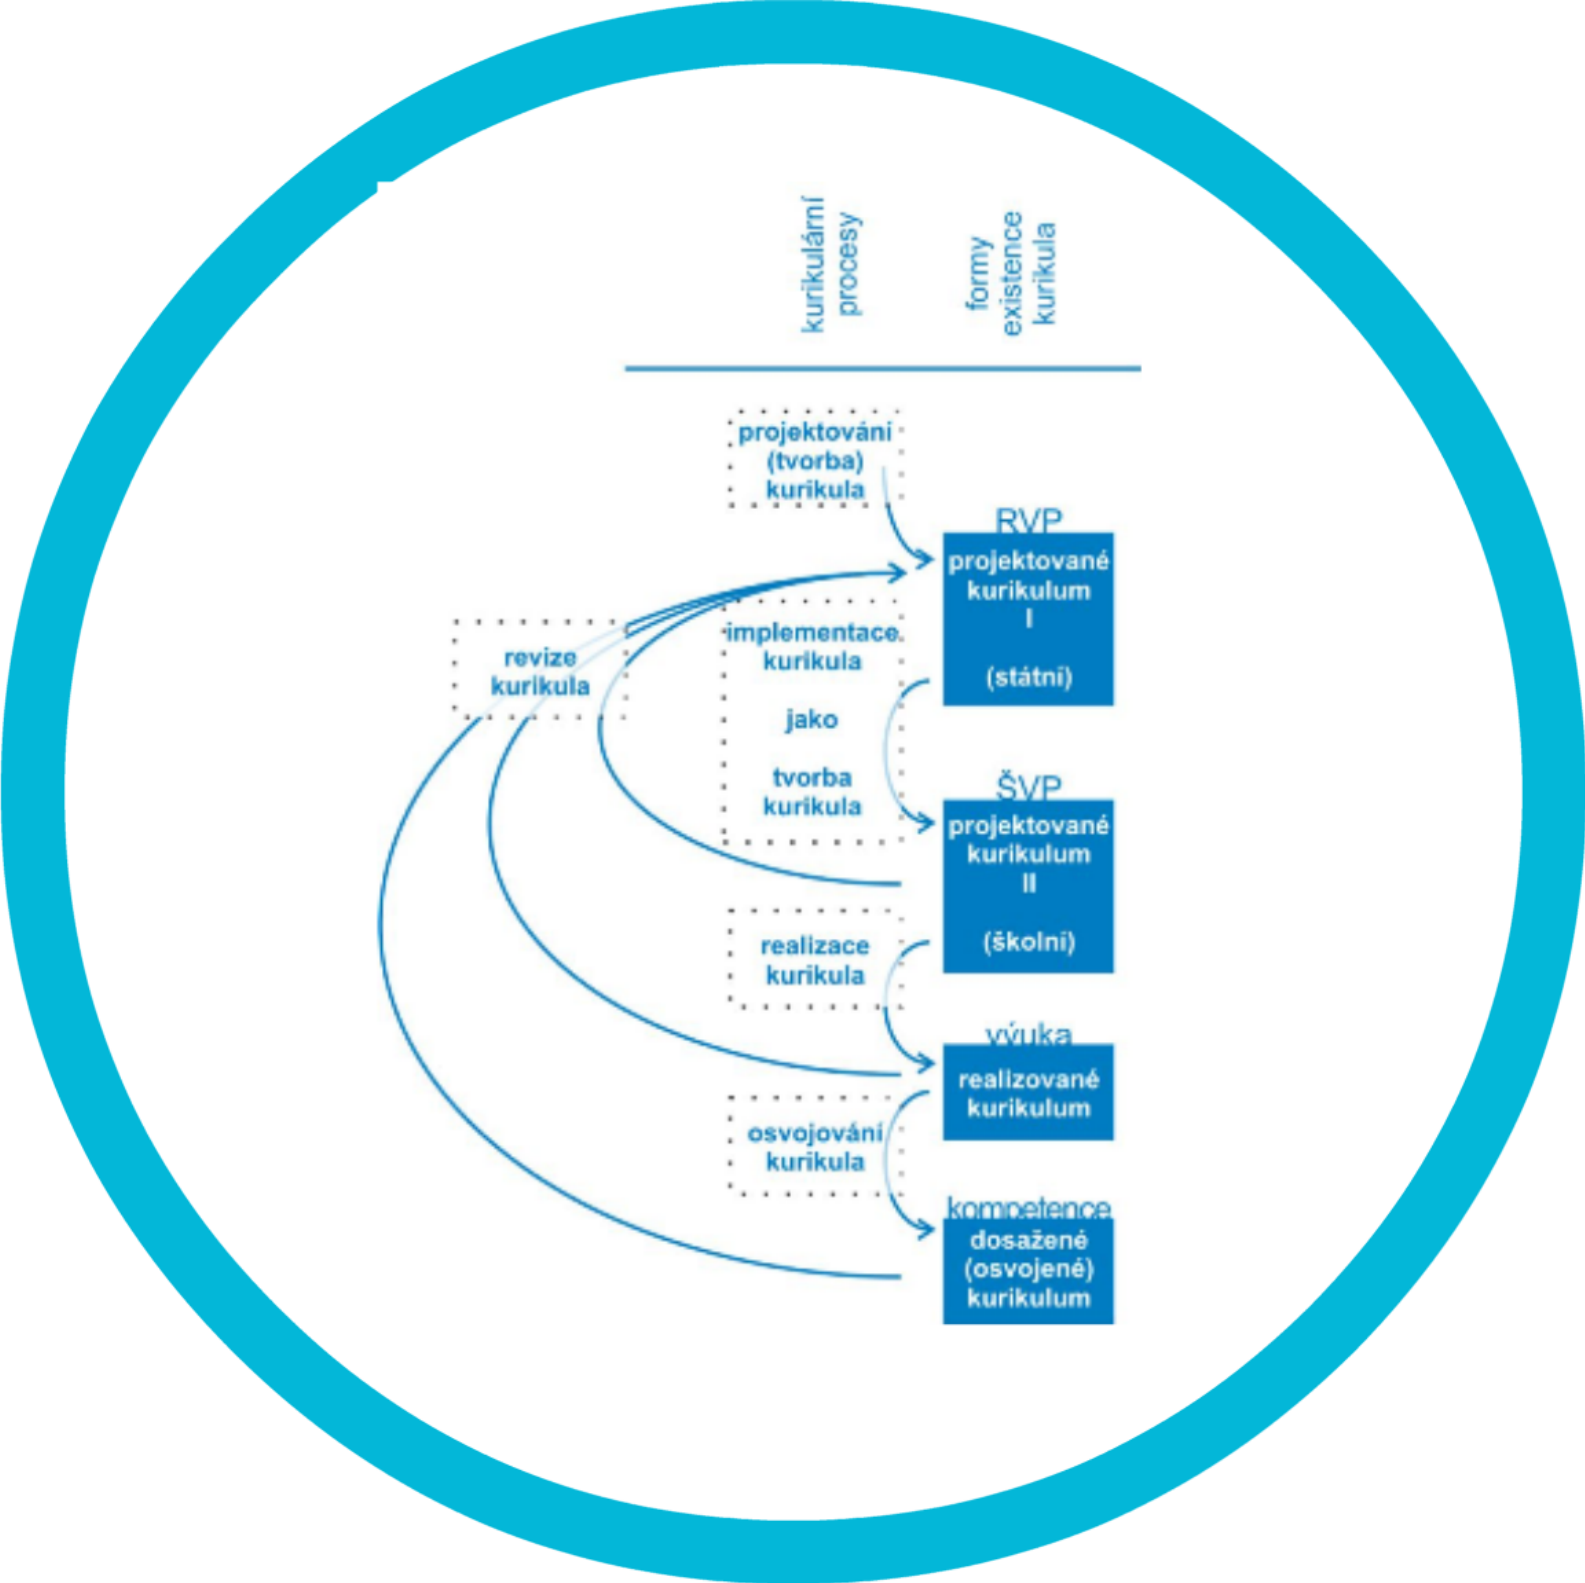 kurikulární
procesy
formy
existence
kurikula
projektování
(tvorba)
kurikula
RVP
projektované
kurikulum
I
(státní)
revize
kurikula
implementace
kurikula
jako
tvorba
kurikula
ŠVP
projektované
kurikulum
II
(školní)
realizace
kurikula
výuka
realizované
kurikulum
osvojování
kurikula
kompetence
dosažené
(osvojené)
kurikulum